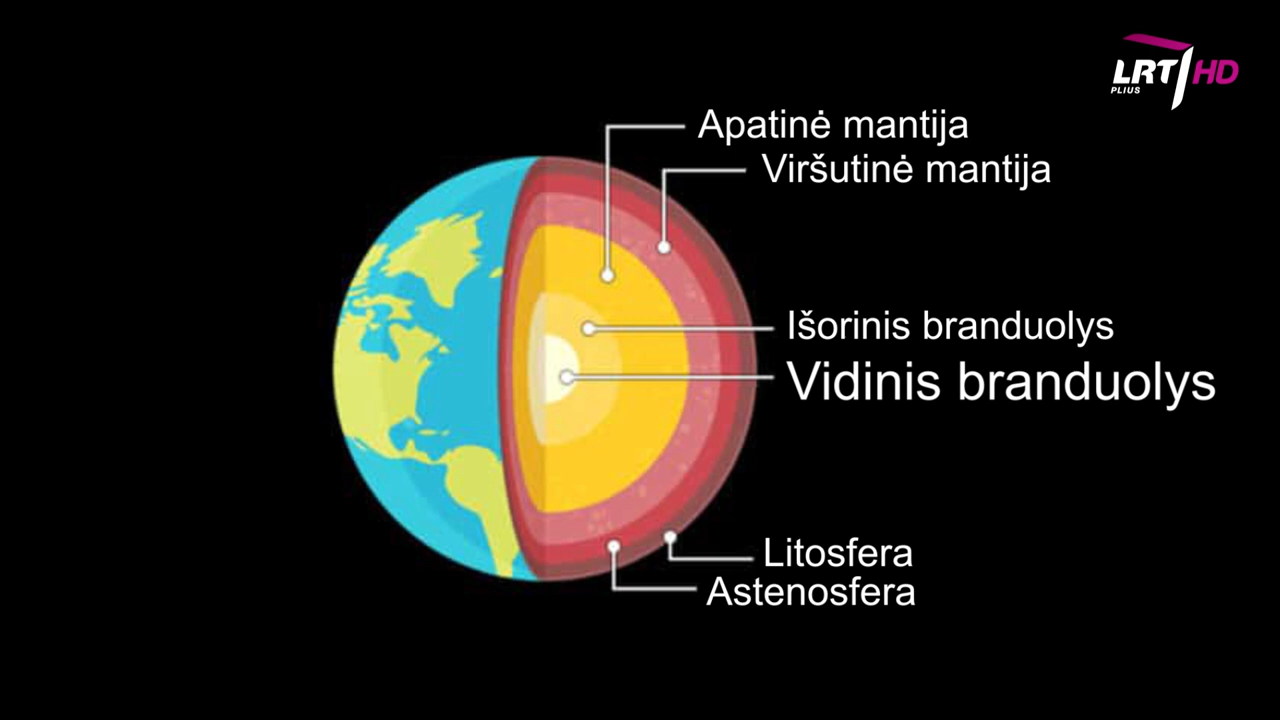 LRT HD
PLIUS
Apatinė mantija
Viršutinė mantija
Išorinis branduolys
Vidinis branduolys
Litosfera
Astenosfera